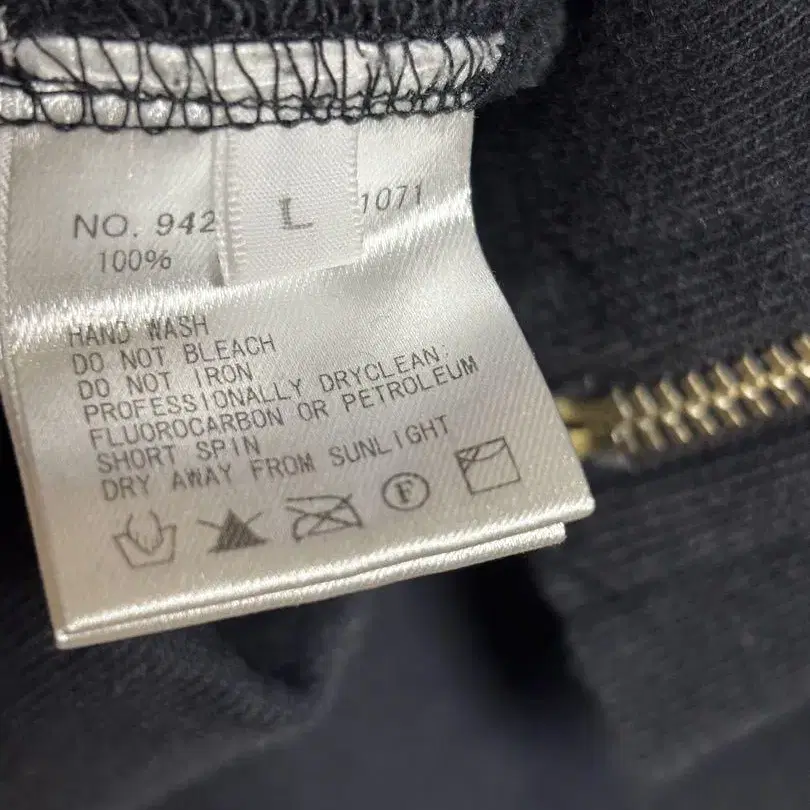 NO. 942 L 1071
100%
HAND WASH
DO NOT BLEACH
DO NOT IRON
PROFESSIONALLY DRYCLEAN:
FLUOROCARBON OR PETROLEUM
SHORT SPIN
DRY AWAY FROM SUNLIGHT
F